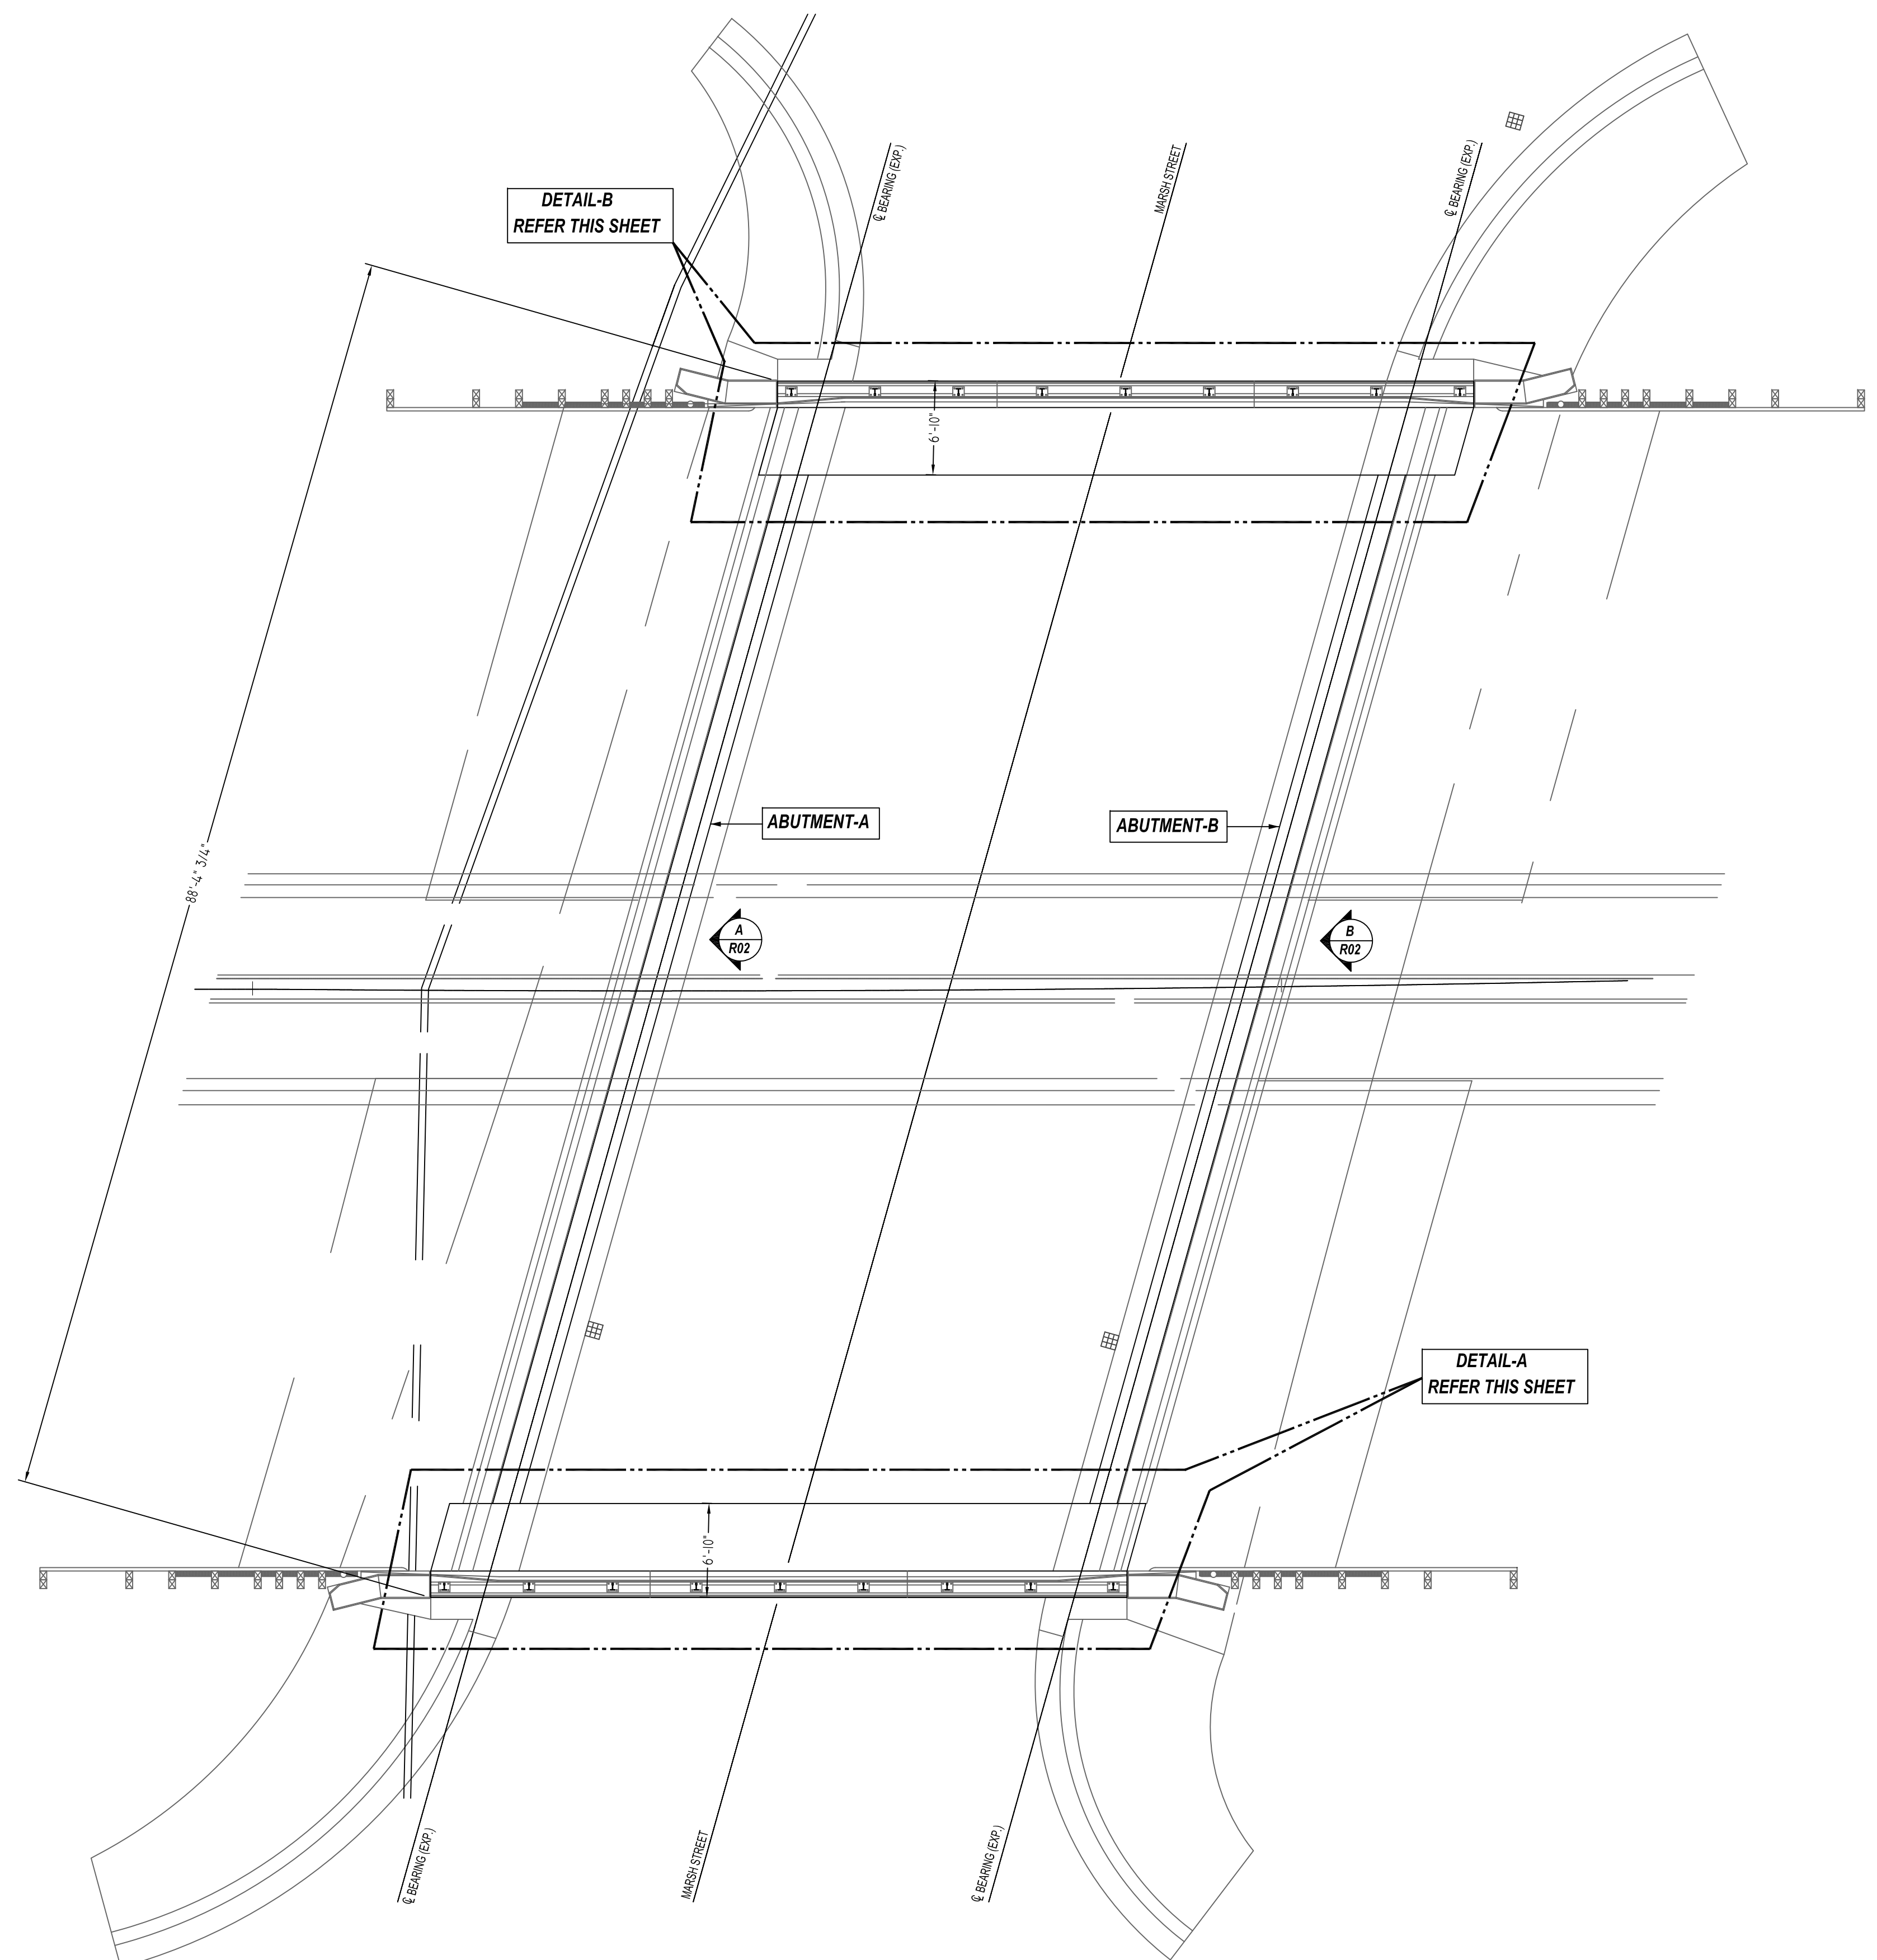 ℄ BEARING (EXP.)
MARSH STREET
℄ BEARING (EXP.)
DETAIL-B
REFER THIS SHEET
6'-10"
ABUTMENT-A
ABUTMENT-B
88'-4" 3/4"
A
R02
B
R02
DETAIL-A
REFER THIS SHEET
6'-10"
℄ BEARING (EXP.)
MARSH STREET
℄ BEARING (EXP.)